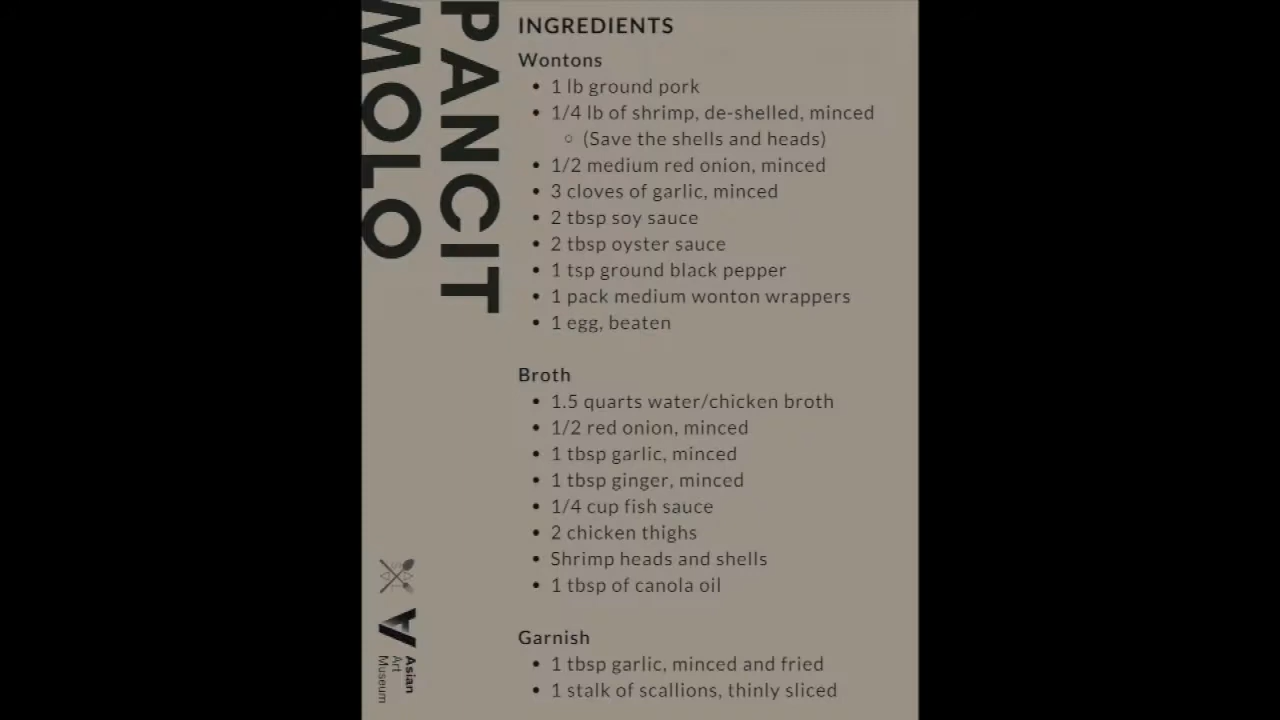 PANCIT
MOLO
INGREDIENTS
Wontons
• 1 lb ground pork
• 1/4 lb of shrimp, de-shelled, minced
○ (Save the shells and heads)
• 1/2 medium red onion, minced
• 3 cloves of garlic, minced
• 2 tbsp soy sauce
• 2 tbsp oyster sauce
• 1 tsp ground black pepper
• 1 pack medium wonton wrappers
• 1 egg, beaten
Broth
• 1.5 quarts water/chicken broth
• 1/2 red onion, minced
• 1 tbsp garlic, minced
• 1 tbsp ginger, minced
• 1/4 cup fish sauce
• 2 chicken thighs
• Shrimp heads and shells
• 1 tbsp of canola oil
Garnish
• 1 tbsp garlic, minced and fried
• 1 stalk of scallions, thinly sliced
Asian
Art
Museum